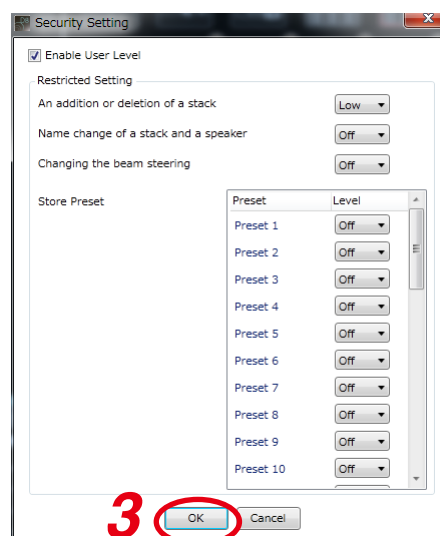 Security Setting
Enable User Level
Restricted Setting
An addition or deletion of a stack Low
Name change of a stack and a speaker Off
Changing the beam steering Off
Store Preset
Preset Level
Preset 1 Off
Preset 2 Off
Preset 3 Off
Preset 4 Off
Preset 5 Off
Preset 6 Off
Preset 7 Off
Preset 8 Off
Preset 9 Off
Preset 10 Off
3 OK Cancel